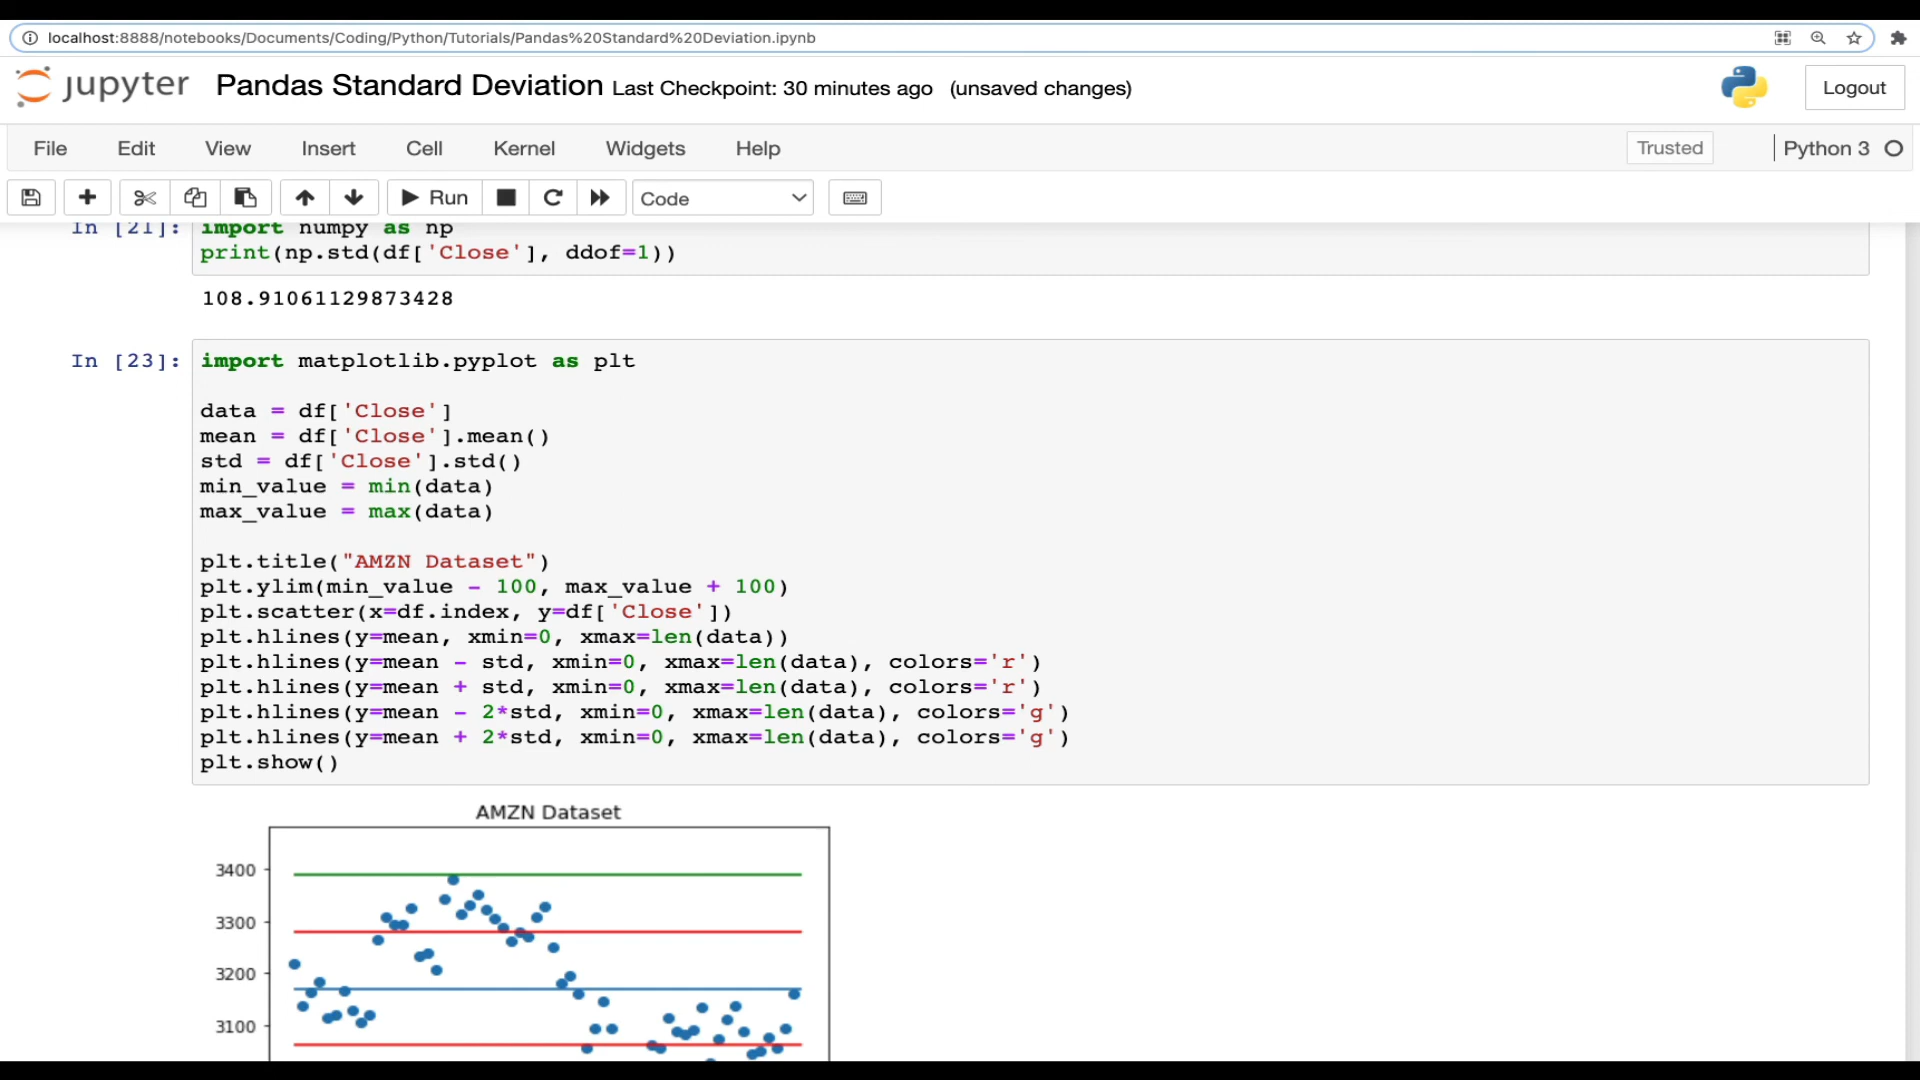 localhost:8888/notebooks/Documents/Coding/Python/Tutorials/Pandas%20Standard%20Deviation.ipynb
jupyter Pandas Standard Deviation Last Checkpoint: 30 minutes ago (unsaved changes) Logout
File Edit View Insert Cell Kernel Widgets Help Trusted Python 3
Run Code
In [21]: import numpy as np
print(np.std(df['Close'], ddof=1))
108.91061129873428
In [23]: import matplotlib.pyplot as plt
data = df['Close']
mean = df['Close'].mean()
std = df['Close'].std()
min_value = min(data)
max_value = max(data)
plt.title("AMZN Dataset")
plt.ylim(min_value - 100, max_value + 100)
plt.scatter(x=df.index, y=df['Close'])
plt.hlines(y=mean, xmin=0, xmax=len(data))
plt.hlines(y=mean - std, xmin=0, xmax=len(data), colors='r')
plt.hlines(y=mean + std, xmin=0, xmax=len(data), colors='r')
plt.hlines(y=mean - 2*std, xmin=0, xmax=len(data), colors='g')
plt.hlines(y=mean + 2*std, xmin=0, xmax=len(data), colors='g')
plt.show()
AMZN Dataset
3400
3300
3200
3100